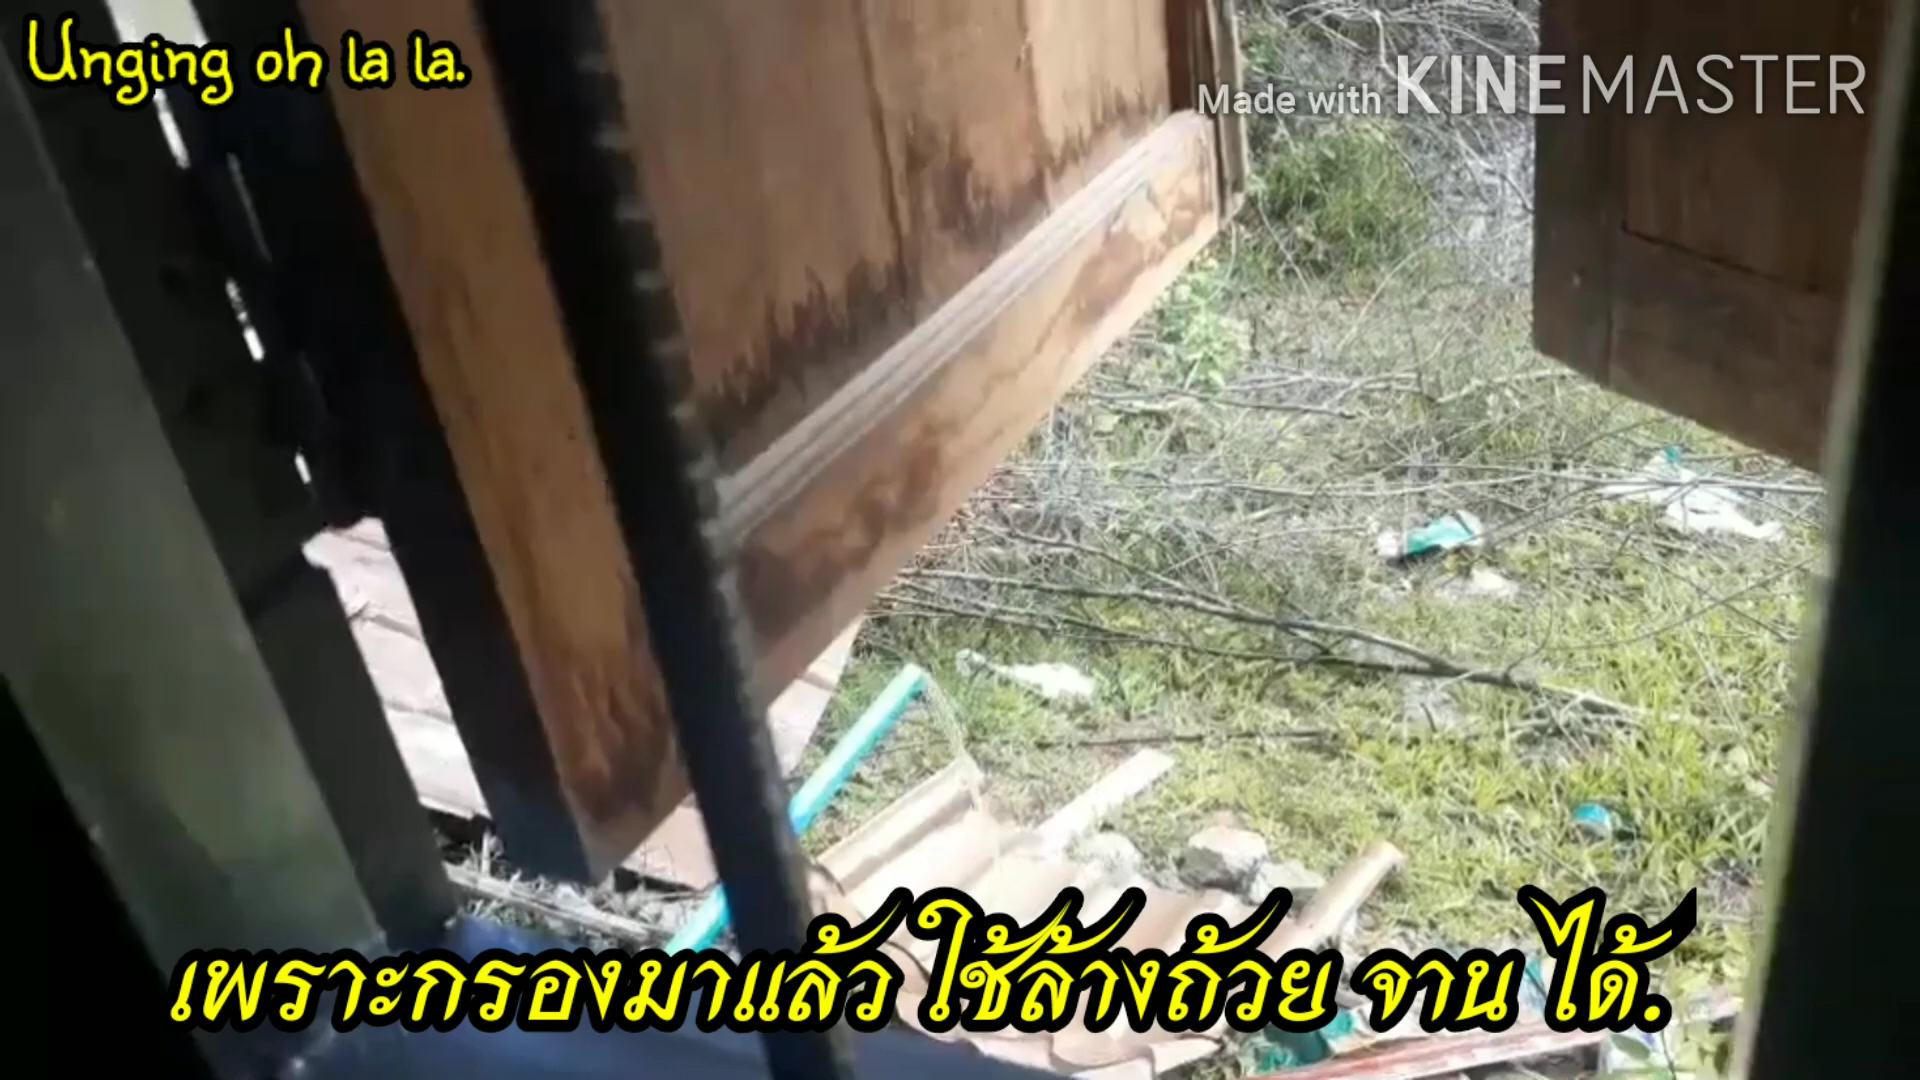 Unging oh la la.
Made with KINEMASTER
เพราะกรองมาแล้ว ใช้ล้างถ้วย จาน ได้.